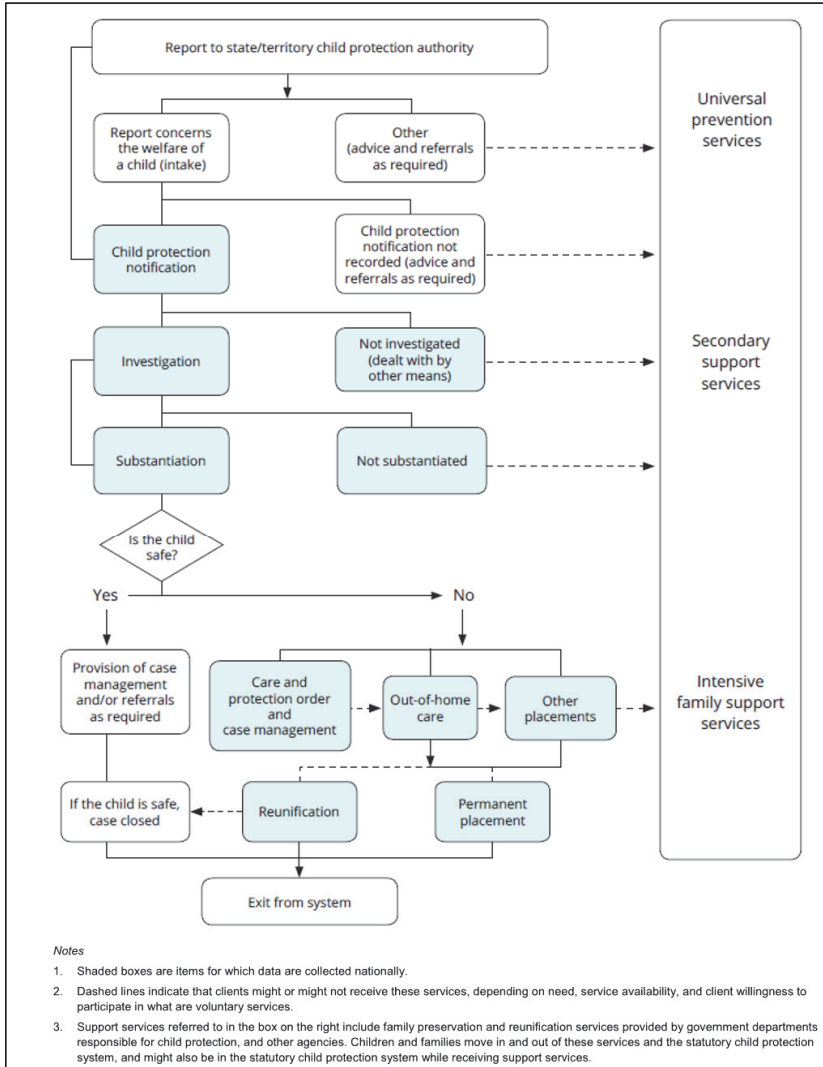 Report to state/territory child protection authority
Report concerns
the welfare of
a child (intake)
Other
(advice and referrals
as required)
Universal
prevention
services
Child protection
notification
Child protection
notification not
recorded (advice and
referrals as required)
Investigation
Not investigated
(dealt with by
other means)
Secondary
support
services
Substantiation
Not substantiated
Is the child
safe?
Yes
No
Provision of case
management
and/or referrals
as required
Care and
protection order
and
case management
Out-of-home
care
Other
placements
Intensive
family support
services
If the child is safe,
case closed
Reunification
Permanent
placement
Exit from system
Notes
1. Shaded boxes are items for which data are collected nationally.
2. Dashed lines indicate that clients might or might not receive these services, depending on need, service availability, and client willingness to
participate in what are voluntary services.
3. Support services referred to in the box on the right include family preservation and reunification services provided by government departments
responsible for child protection, and other agencies. Children and families move in and out of these services and the statutory child protection
system, and might also be in the statutory child protection system while receiving support services.